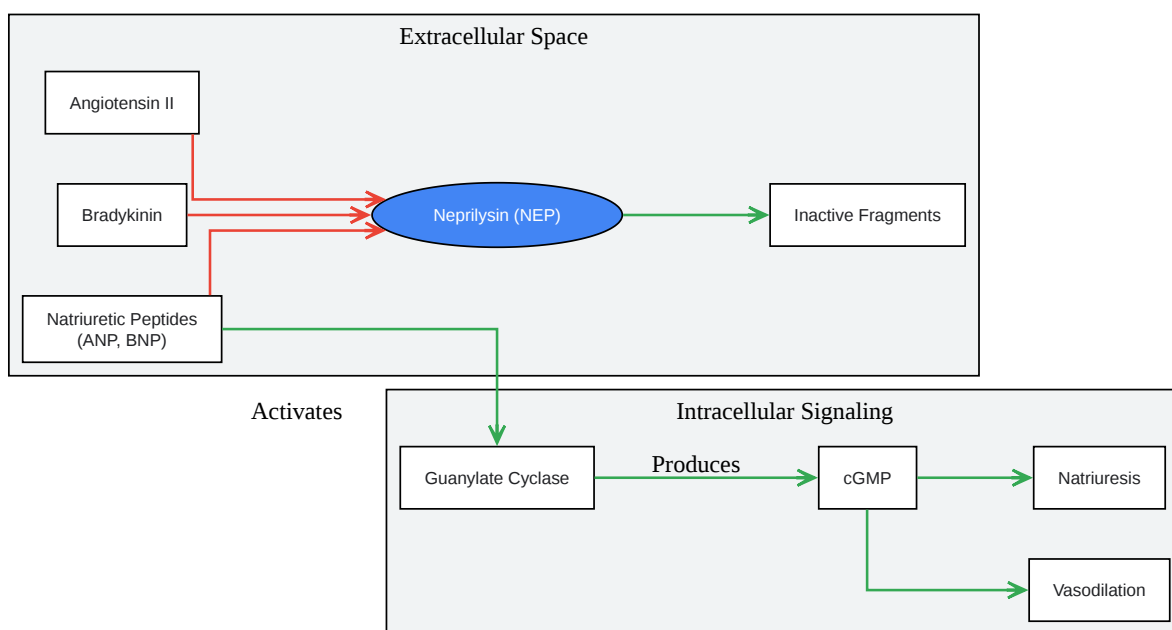 Extracellular Space
Angiotensin II
Bradykinin
Neprilysin (NEP)
Inactive Fragments
Natriuretic Peptides
(ANP, BNP)
Activates
Intracellular Signaling
Guanylate Cyclase
Produces
cGMP
Natriuresis
Vasodilation